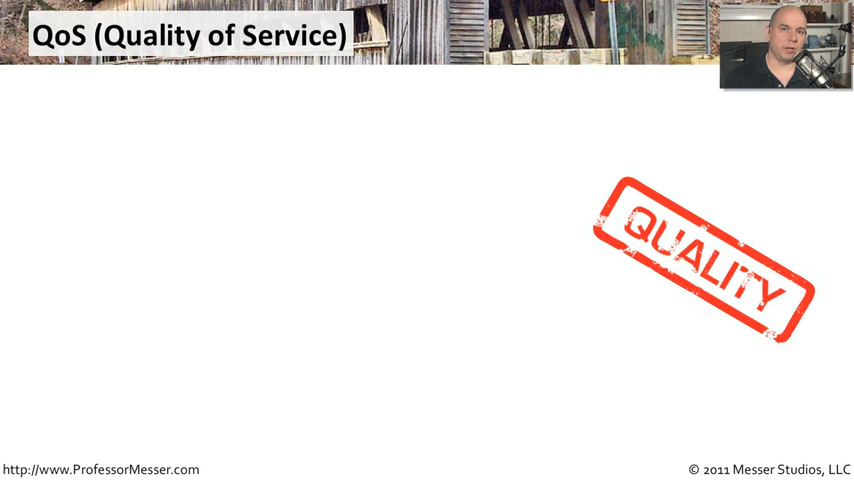 QoS (Quality of Service)
QUALITY
http://www.ProfessorMesser.com
© 2011 Messer Studios, LLC